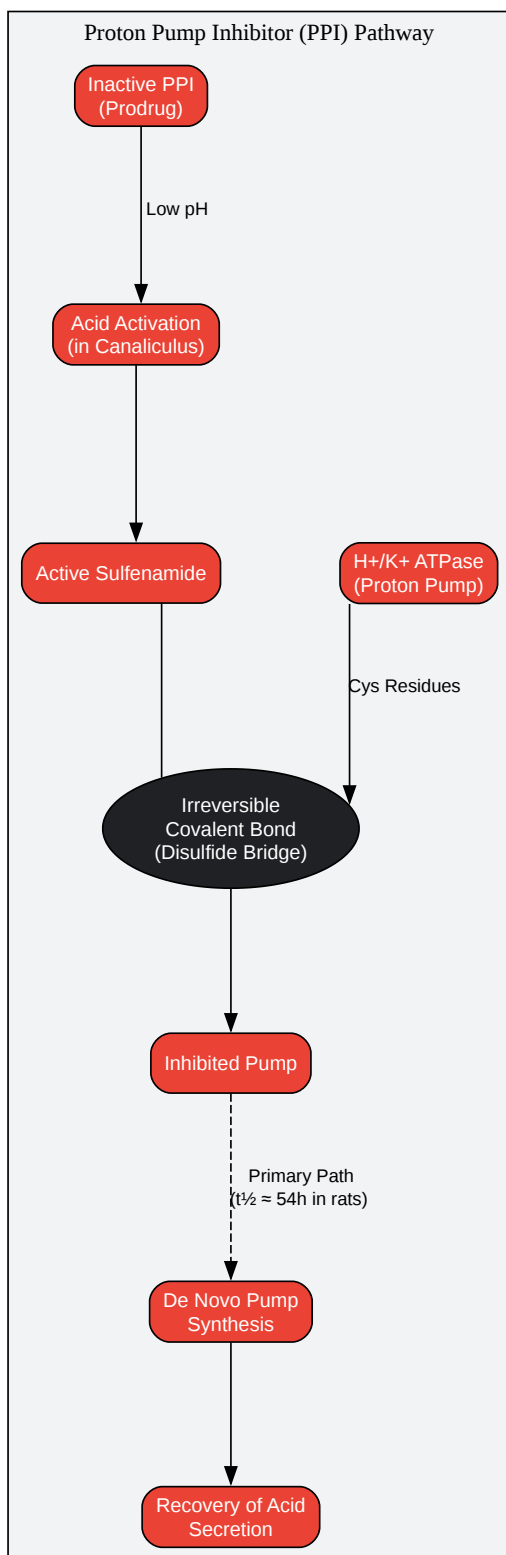 Proton Pump Inhibitor (PPI) Pathway
Inactive PPI
(Prodrug)
Low pH
Acid Activation
(in Canaliculus)
Active Sulfenamide
H+/K+ ATPase
(Proton Pump)
Cys Residues
Irreversible
Covalent Bond
(Disulfide Bridge)
Inhibited Pump
Primary Path
(t½ ≈ 54h in rats)
De Novo Pump
Synthesis
Recovery of Acid
Secretion